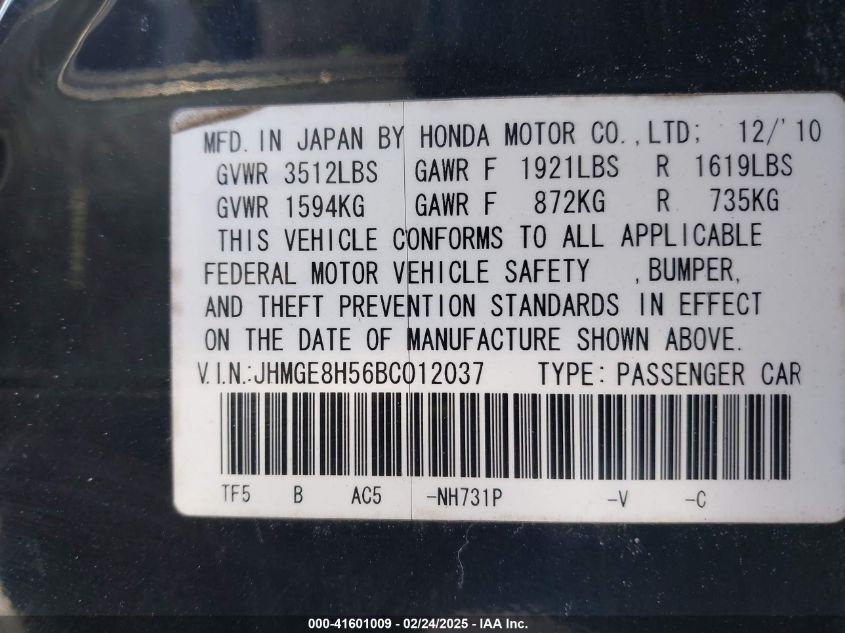 MFD. IN JAPAN BY HONDA MOTOR CO.,LTD; 12/'10
GVWR 3512LBS GAWR F 1921LBS R 1619LBS
GVWR 1594KG GAWR F 872KG R 735KG
THIS VEHICLE CONFORMS TO ALL APPLICABLE
FEDERAL MOTOR VEHICLE SAFETY ,BUMPER,
AND THEFT PREVENTION STANDARDS IN EFFECT
ON THE DATE OF MANUFACTURE SHOWN ABOVE.
V.I.N.:JHMGE8H56BC012037 TYPE: PASSENGER CAR
TF5 B AC5 -NH731P -V -C
000-41601009 - 02/24/2025 - IAA Inc.